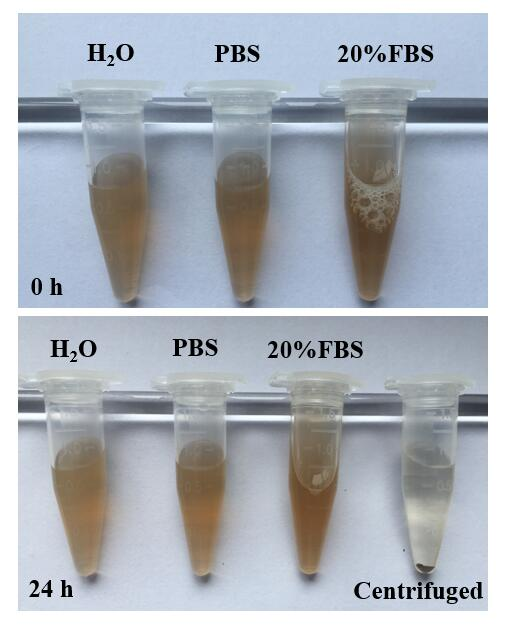 H₂O PBS 20%FBS
0 h
H₂O PBS 20%FBS
24 h Centrifuged